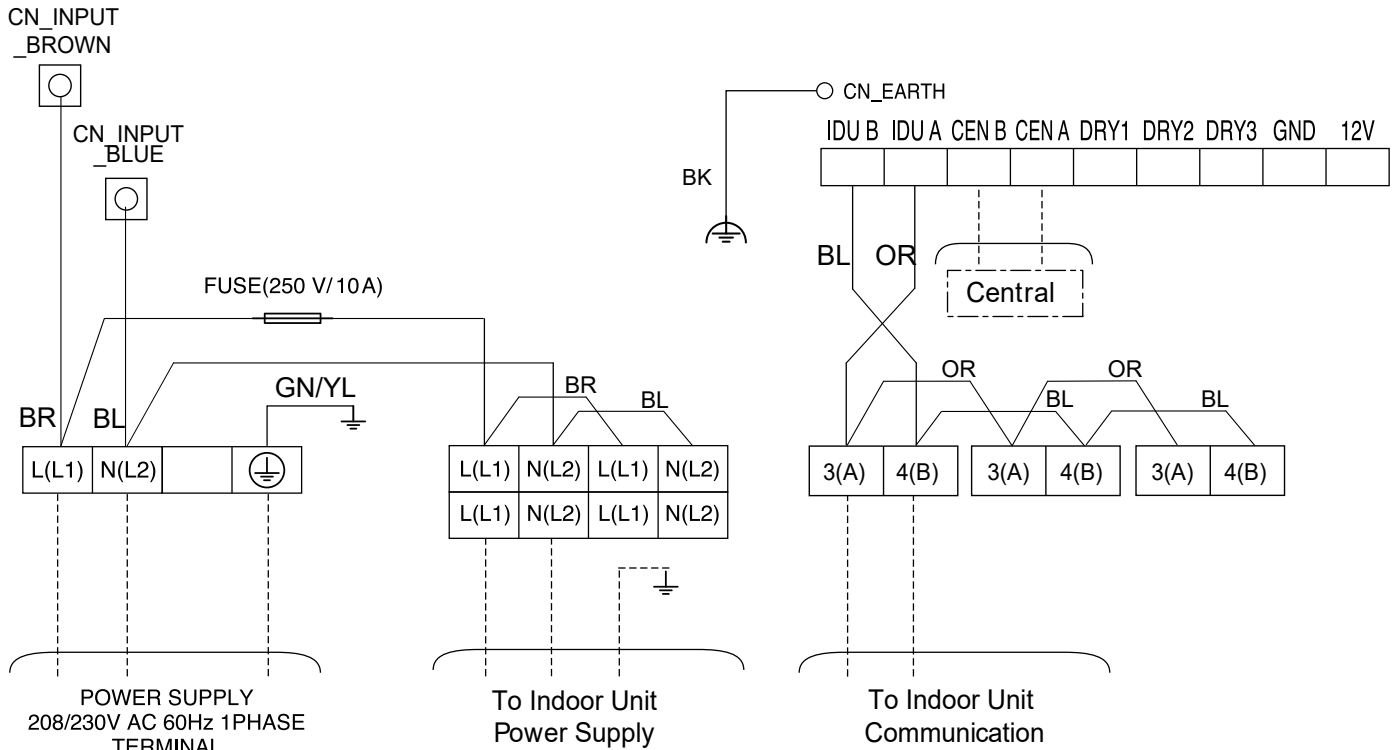 CN_INPUT
_BROWN
CN_INPUT
_BLUE
CN_EARTH
IDU B IDU A CEN B CEN A DRY1 DRY2 DRY3 GND 12V
BK
BL OR
Central
FUSE(250 V/10A)
GN/YL
BR BL
BR
BL
OR
BL
OR
BL
L(L1) N(L2)
L(L1) N(L2) L(L1) N(L2)
L(L1) N(L2) L(L1) N(L2)
3(A) 4(B) 3(A) 4(B) 3(A) 4(B)
POWER SUPPLY
208/230V AC 60Hz 1PHASE
TERMINAL
To Indoor Unit
Power Supply
To Indoor Unit
Communication